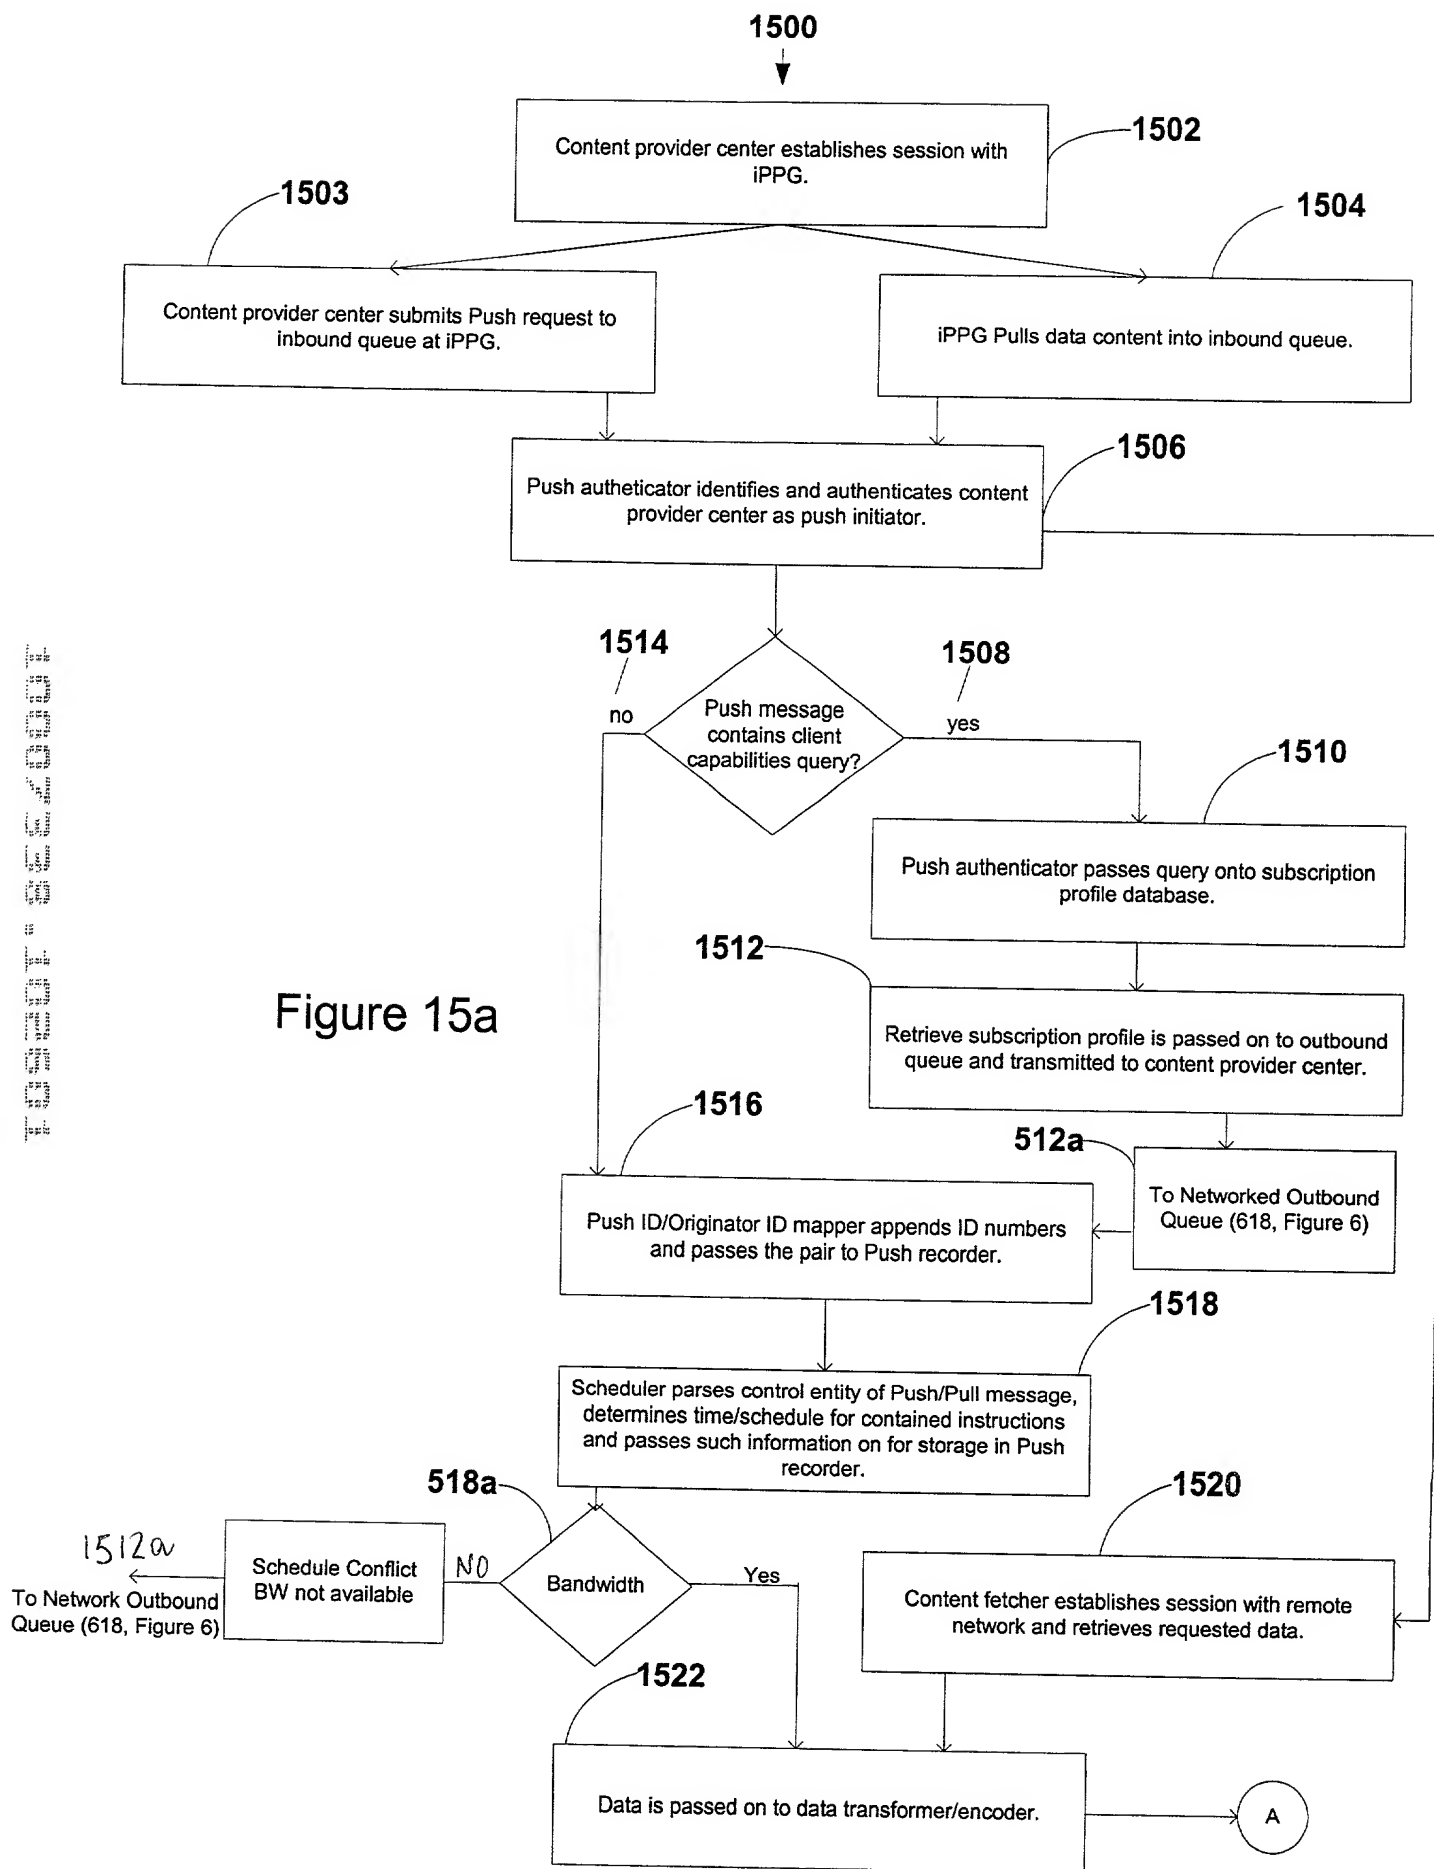 1500
1502
Content provider center establishes session with
iPPG.
1503
1504
Content provider center submits Push request to
inbound queue at iPPG.
iPPG Pulls data content into inbound queue.
1506
Push autheticator identifies and authenticates content
provider center as push initiator.
1514
1508
no
yes
Push message
contains client
capabilities query?
1510
Push authenticator passes query onto subscription
profile database.
1512
Figure 15a
Retrieve subscription profile is passed on to outbound
queue and transmitted to content provider center.
1516
512a
To Networked Outbound
Queue (618, Figure 6)
Push ID/Originator ID mapper appends ID numbers
and passes the pair to Push recorder.
1518
Scheduler parses control entity of Push/Pull message,
determines time/schedule for contained instructions
and passes such information on for storage in Push
recorder.
518a
1520
1512a
To Network Outbound
Queue (618, Figure 6)
Schedule Conflict
BW not available
NO
Bandwidth
Yes
Content fetcher establishes session with remote
network and retrieves requested data.
1522
Data is passed on to data transformer/encoder.
A
10007338.102501